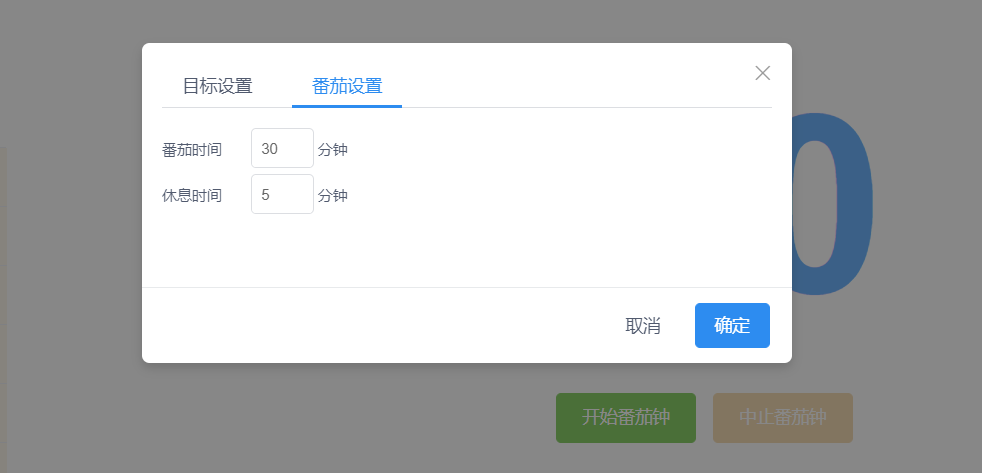 目标设置 番茄设置
番茄时间 30 分钟
休息时间 5 分钟
取消 确定
0
开始番茄钟 中止番茄钟